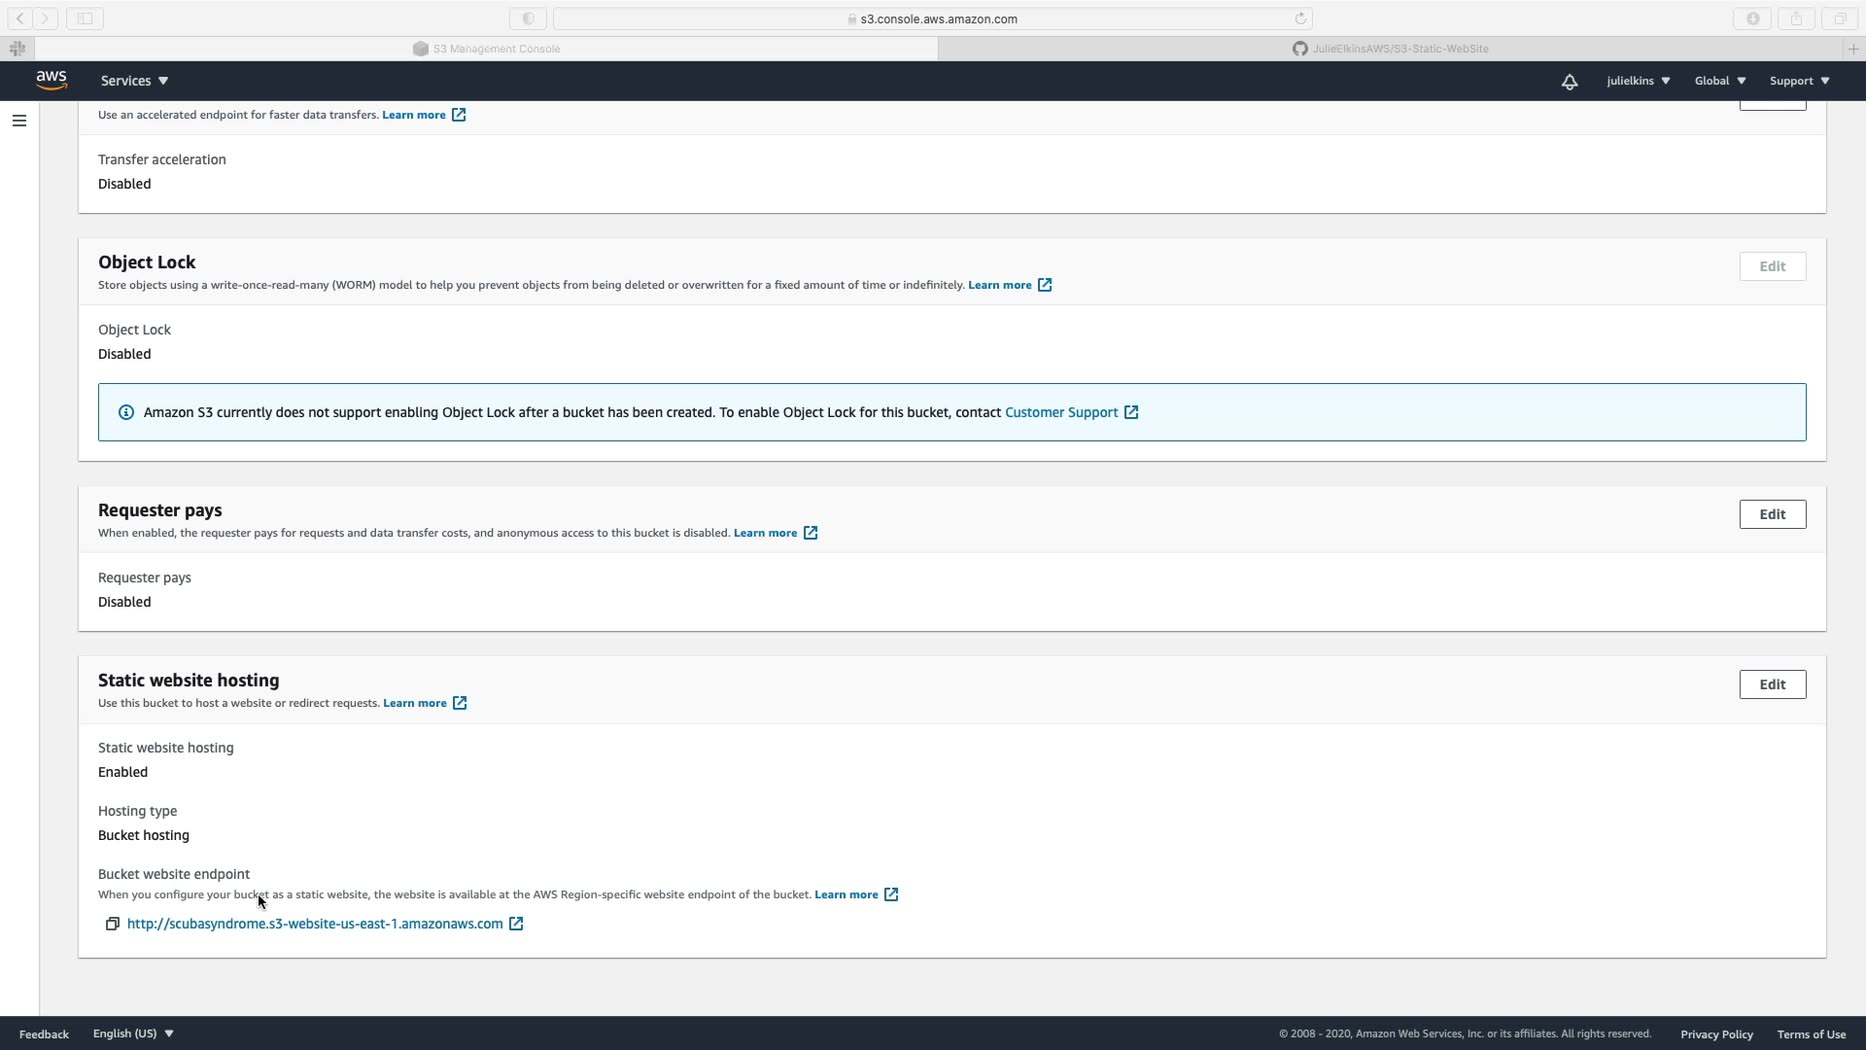 s3.console.aws.amazon.com
S3 Management Console
JulieElkinsAWS/S3-Static-WebSite
aws
Services
julielkins
Global
Support
Use an accelerated endpoint for faster data transfers. Learn more
Transfer acceleration
Disabled
Object Lock
Edit
Store objects using a write-once-read-many (WORM) model to help you prevent objects from being deleted or overwritten for a fixed amount of time or indefinitely. Learn more
Object Lock
Disabled
Amazon S3 currently does not support enabling Object Lock after a bucket has been created. To enable Object Lock for this bucket, contact Customer Support
Requester pays
Edit
When enabled, the requester pays for requests and data transfer costs, and anonymous access to this bucket is disabled. Learn more
Requester pays
Disabled
Static website hosting
Edit
Use this bucket to host a website or redirect requests. Learn more
Static website hosting
Enabled
Hosting type
Bucket hosting
Bucket website endpoint
When you configure your bucket as a static website, the website is available at the AWS Region-specific website endpoint of the bucket. Learn more
http://scubasyndrome.s3-website-us-east-1.amazonaws.com
Feedback
English (US)
© 2008 - 2020, Amazon Web Services, Inc. or its affiliates. All rights reserved.
Privacy Policy
Terms of Use